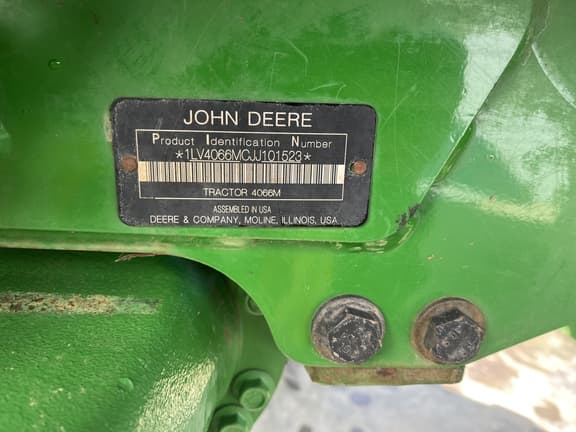 JOHN DEERE
Product Identification Number
*1LV4066MCJJ101523*
TRACTOR 4066M
ASSEMBLED IN USA
DEERE & COMPANY, MOLINE, ILLINOIS, USA